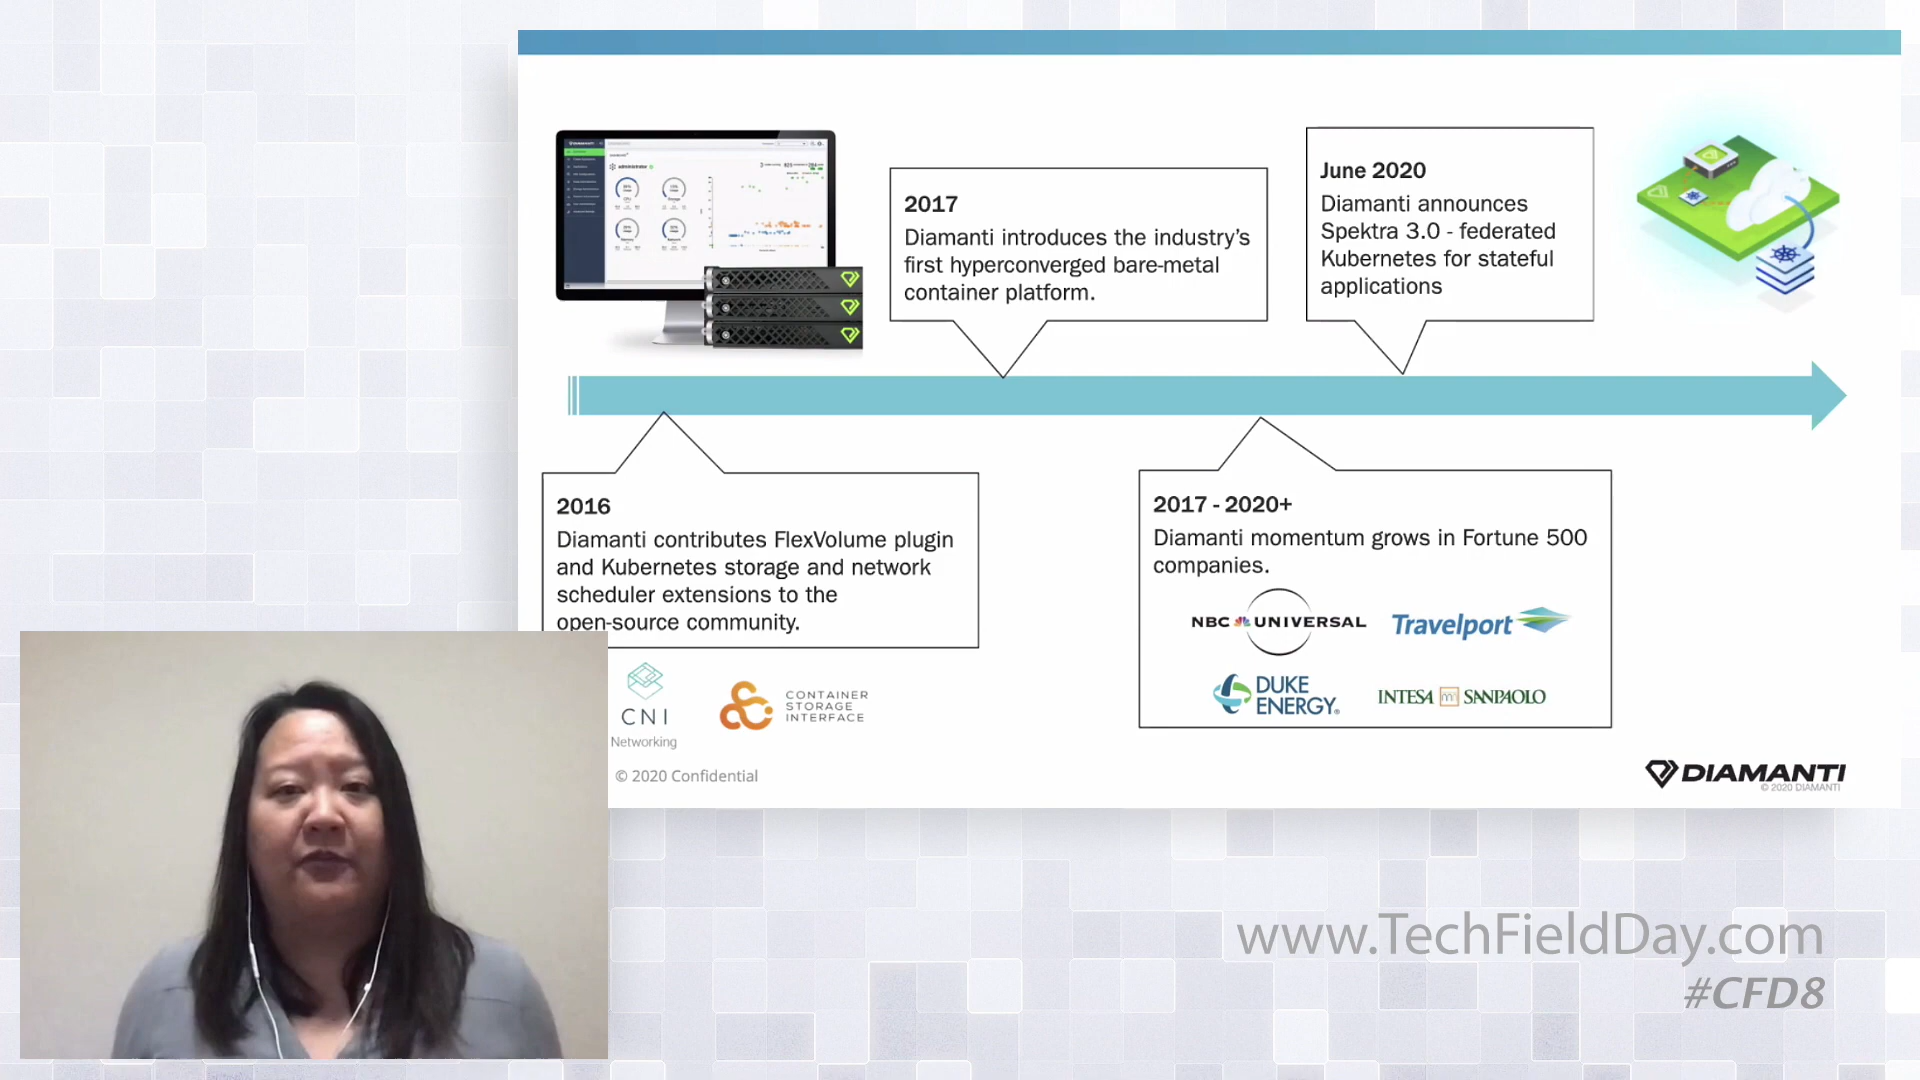 2017
Diamanti introduces the industry's
first hyperconverged bare-metal
container platform.
June 2020
Diamanti announces
Spektra 3.0 - federated
Kubernetes for stateful
applications
2016
Diamanti contributes FlexVolume plugin
and Kubernetes storage and network
scheduler extensions to the
open-source community.
CNI
Networking
CONTAINER
STORAGE
INTERFACE
2017 - 2020+
Diamanti momentum grows in Fortune 500
companies.
NBC UNIVERSAL
Travelport
DUKE
ENERGY®
INTESA SANPAOLO
© 2020 Confidential
DIAMANTI
© 2020 DIAMANTI
www.TechFieldDay.com
#CFD8